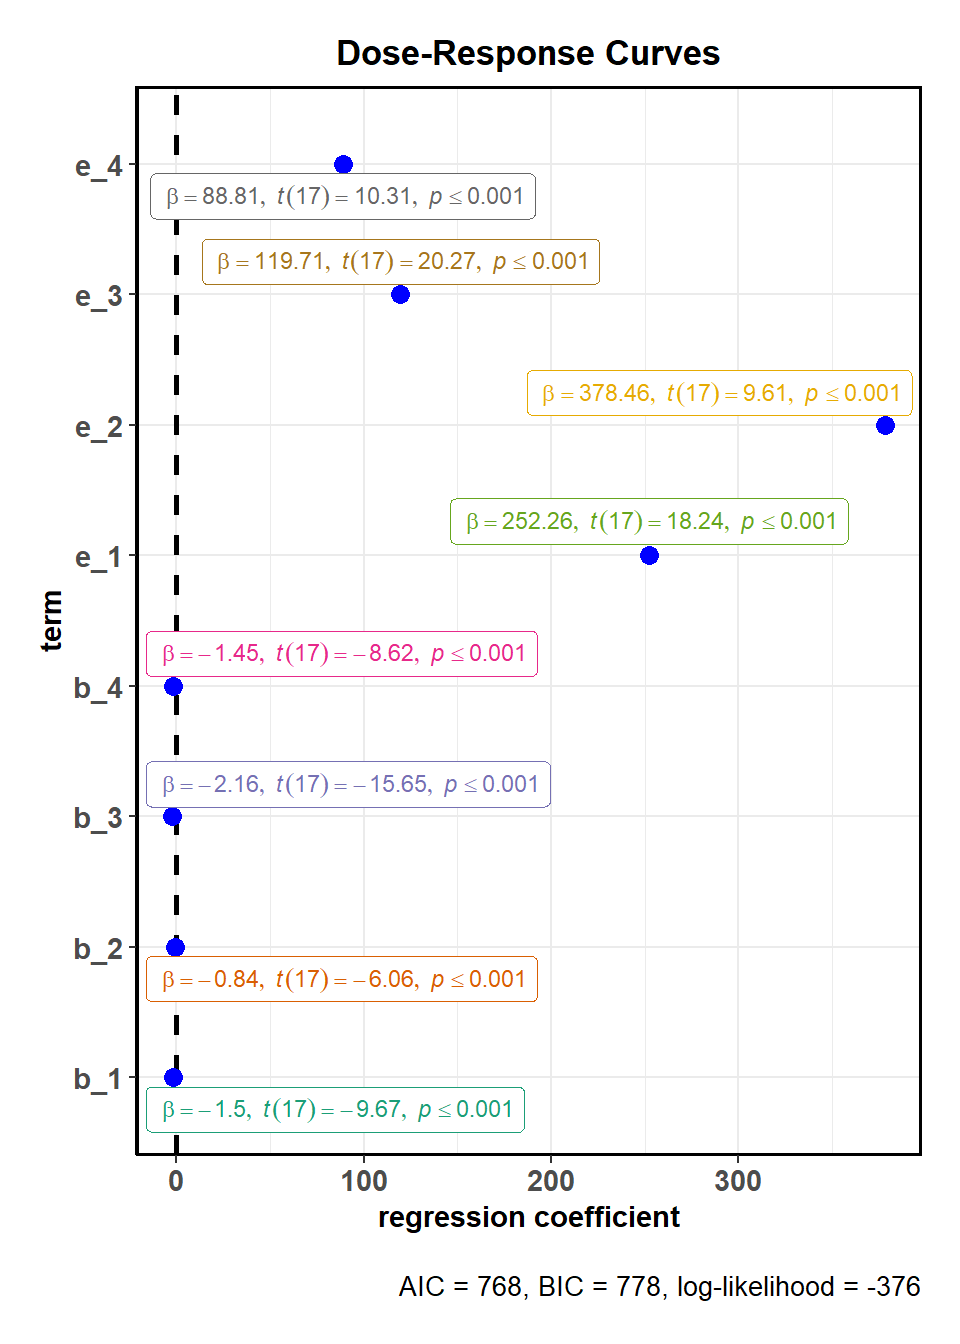 Dose-Response Curves
e_4
β = 88.81, t(17) = 10.31, p ≤ 0.001
β = 119.71, t(17) = 20.27, p ≤ 0.001
e_3
β = 378.46, t(17) = 9.61, p ≤ 0.001
e_2
β = 252.26, t(17) = 18.24, p ≤ 0.001
e_1
term
β = −1.45, t(17) = −8.62, p ≤ 0.001
b_4
β = −2.16, t(17) = −15.65, p ≤ 0.001
b_3
b_2
β = −0.84, t(17) = −6.06, p ≤ 0.001
b_1
β = −1.5, t(17) = −9.67, p ≤ 0.001
0 100 200 300
regression coefficient
AIC = 768, BIC = 778, log-likelihood = -376